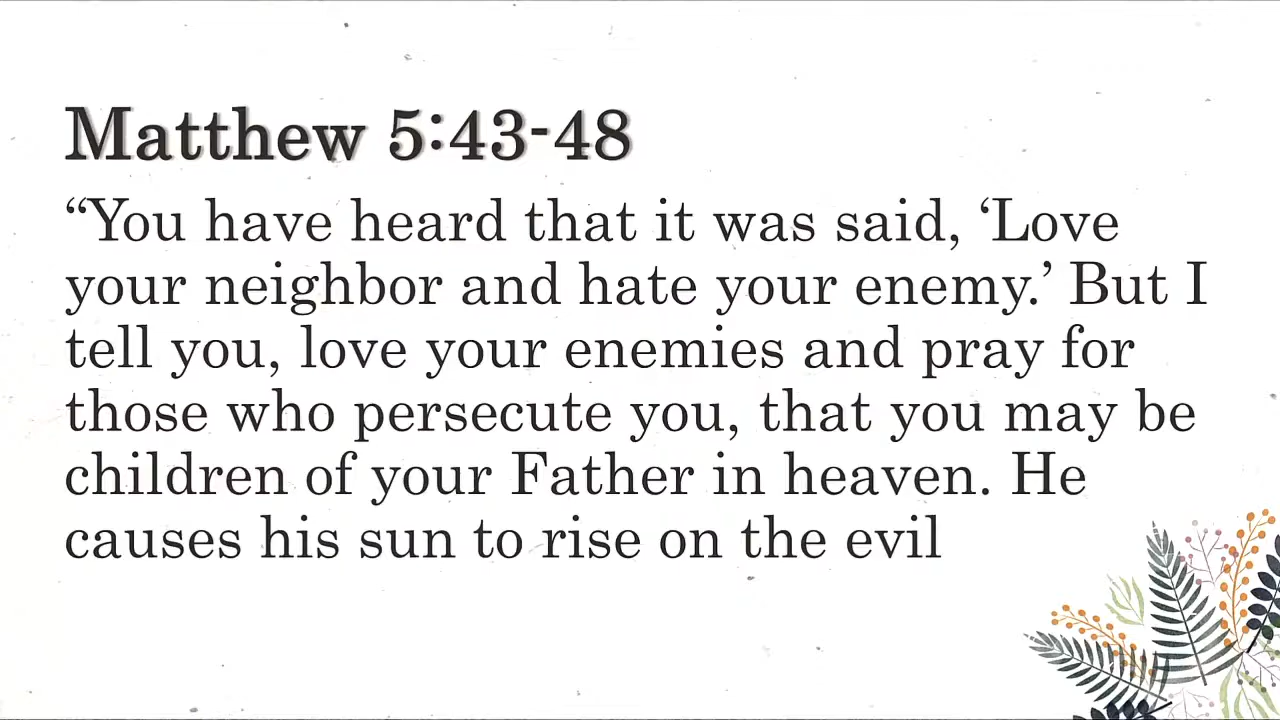 Matthew 5:43-48
“You have heard that it was said, ‘Love
your neighbor and hate your enemy.’ But I
tell you, love your enemies and pray for
those who persecute you, that you may be
children of your Father in heaven. He
causes his sun to rise on the evil